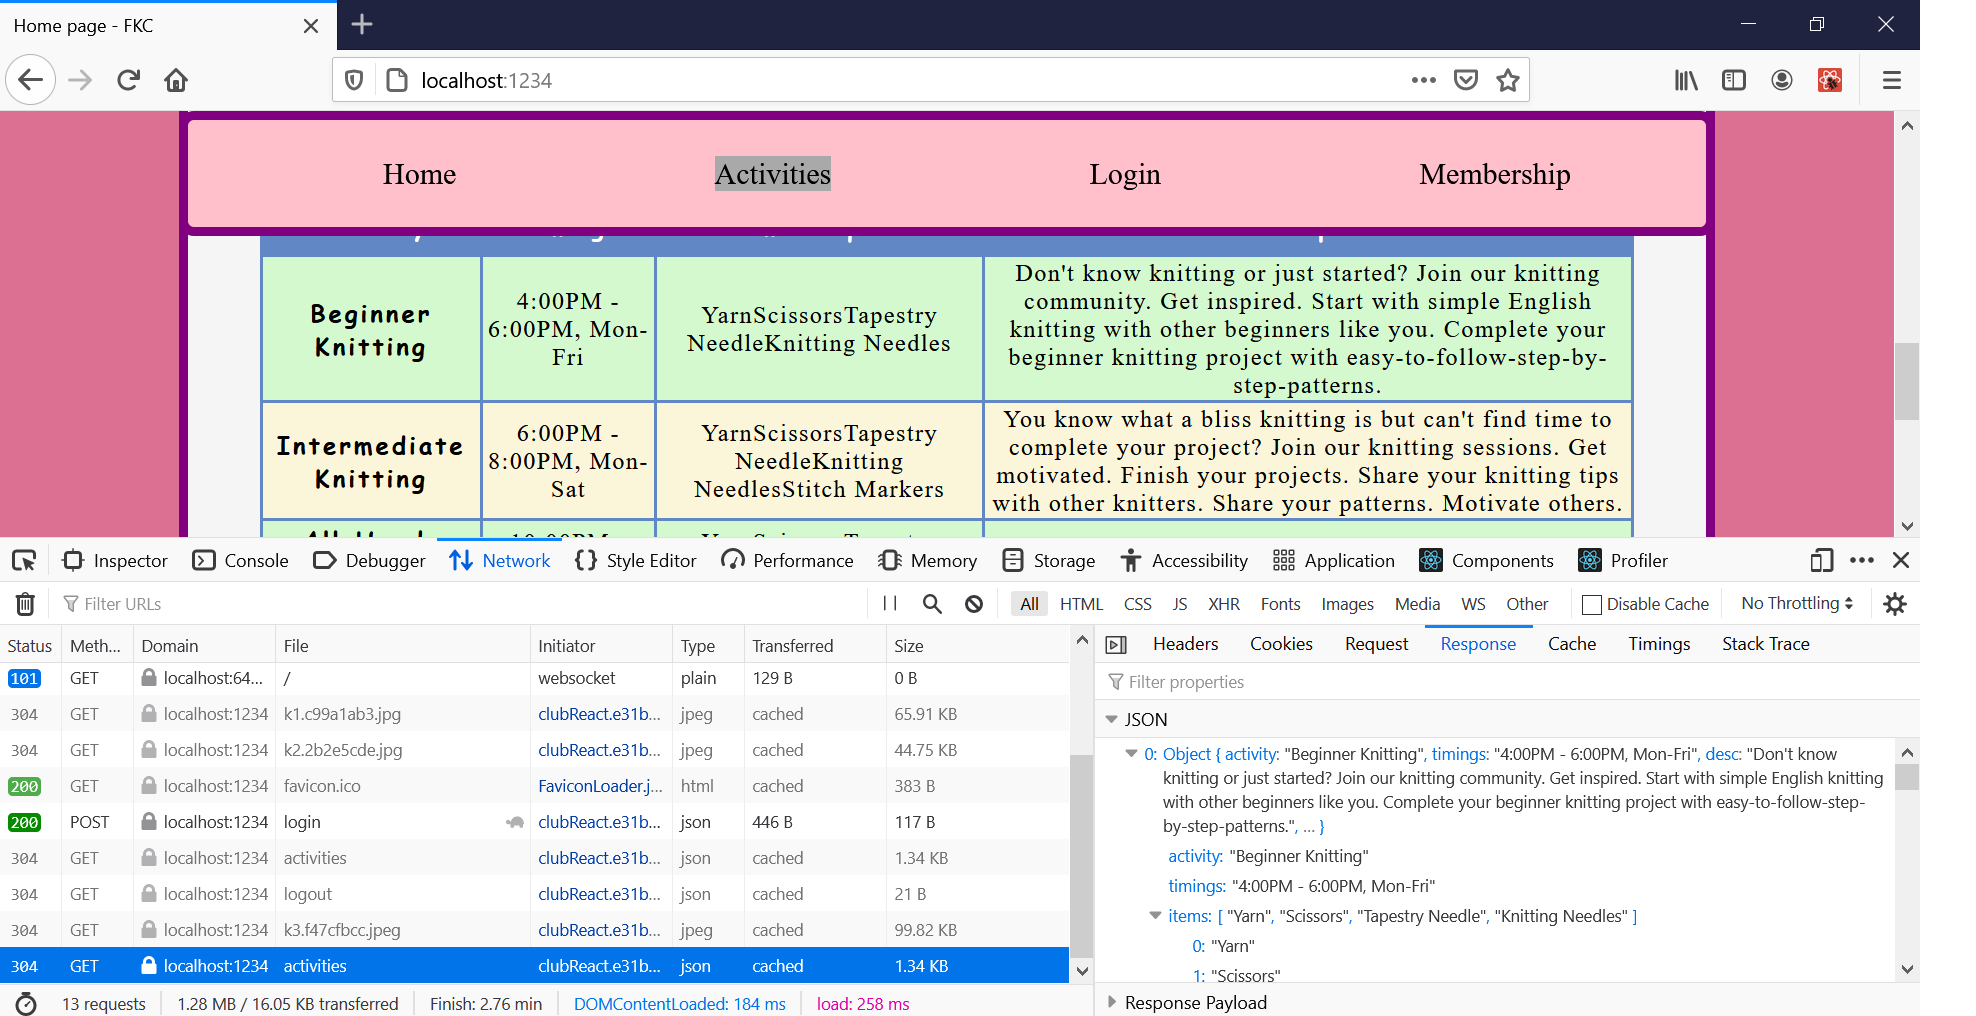 Home page - FKC
localhost:1234
Home Activities Login Membership
Beginner Knitting
4:00PM - 6:00PM, Mon-Fri
YarnScissorsTapestry NeedleKnitting Needles
Don't know knitting or just started? Join our knitting
community. Get inspired. Start with simple English
knitting with other beginners like you. Complete your
beginner knitting project with easy-to-follow-step-by-
step-patterns.
Intermediate Knitting
6:00PM - 8:00PM, Mon-Sat
YarnScissorsTapestry NeedleKnitting NeedlesStitch Markers
You know what a bliss knitting is but can't find time to
complete your project? Join our knitting sessions. Get
motivated. Finish your projects. Share your knitting tips
with other knitters. Share your patterns. Motivate others.
Inspector Console Debugger Network Style Editor Performance Memory Storage Accessibility Application Components Profiler
Filter URLs All HTML CSS JS XHR Fonts Images Media WS Other Disable Cache No Throttling
Status Meth... Domain File Initiator Type Transferred Size
101 GET localhost:64... / websocket plain 129 B 0 B
304 GET localhost:1234 k1.c99a1ab3.jpg clubReact.e31b... jpeg cached 65.91 KB
304 GET localhost:1234 k2.2b2e5cde.jpg clubReact.e31b... jpeg cached 44.75 KB
200 GET localhost:1234 favicon.ico FaviconLoader.j... html cached 383 B
200 POST localhost:1234 login clubReact.e31b... json 446 B 117 B
304 GET localhost:1234 activities clubReact.e31b... json cached 1.34 KB
304 GET localhost:1234 logout clubReact.e31b... json cached 21 B
304 GET localhost:1234 k3.f47cfbcc.jpeg clubReact.e31b... jpeg cached 99.82 KB
304 GET localhost:1234 activities clubReact.e31b... json cached 1.34 KB
13 requests 1.28 MB / 16.05 KB transferred Finish: 2.76 min DOMContentLoaded: 184 ms load: 258 ms
Headers Cookies Request Response Cache Timings Stack Trace
Filter properties
JSON
0: Object { activity: "Beginner Knitting", timings: "4:00PM - 6:00PM, Mon-Fri", desc: "Don't know
knitting or just started? Join our knitting community. Get inspired. Start with simple English knitting
with other beginners like you. Complete your beginner knitting project with easy-to-follow-step-
by-step-patterns.", ... }
activity: "Beginner Knitting"
timings: "4:00PM - 6:00PM, Mon-Fri"
items: [ "Yarn", "Scissors", "Tapestry Needle", "Knitting Needles" ]
0: "Yarn"
1: "Scissors"
Response Payload